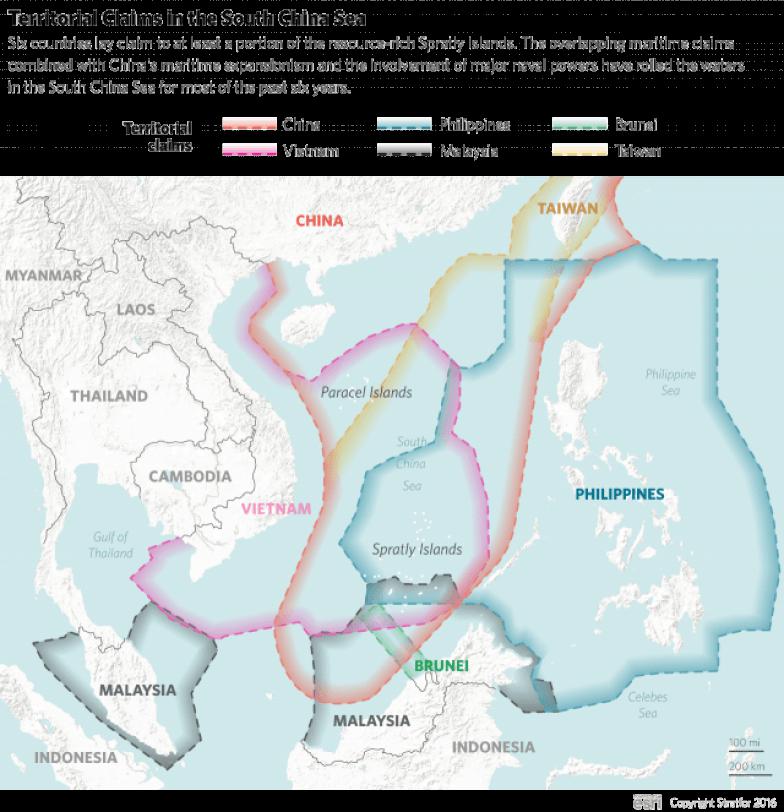 Territorial Claims in the South China Sea
Six countries lay claim to at least a portion of the resource-rich Spratly Islands. The overlapping maritime claims
combined with China's maritime expansionism and the involvement of major naval powers have roiled the waters
in the South China Sea for most of the past six years.
Territorial
claims
China
Philippines
Brunei
Vietnam
Malaysia
Taiwan
CHINA
TAIWAN
MYANMAR
LAOS
THAILAND
Paracel Islands
Philippine
Sea
South
China
Sea
CAMBODIA
VIETNAM
PHILIPPINES
Gulf of
Thailand
Spratly Islands
BRUNEI
MALAYSIA
MALAYSIA
Celebes
Sea
INDONESIA
INDONESIA
100 mi
200 km
esri
Copyright Stratfor 2016